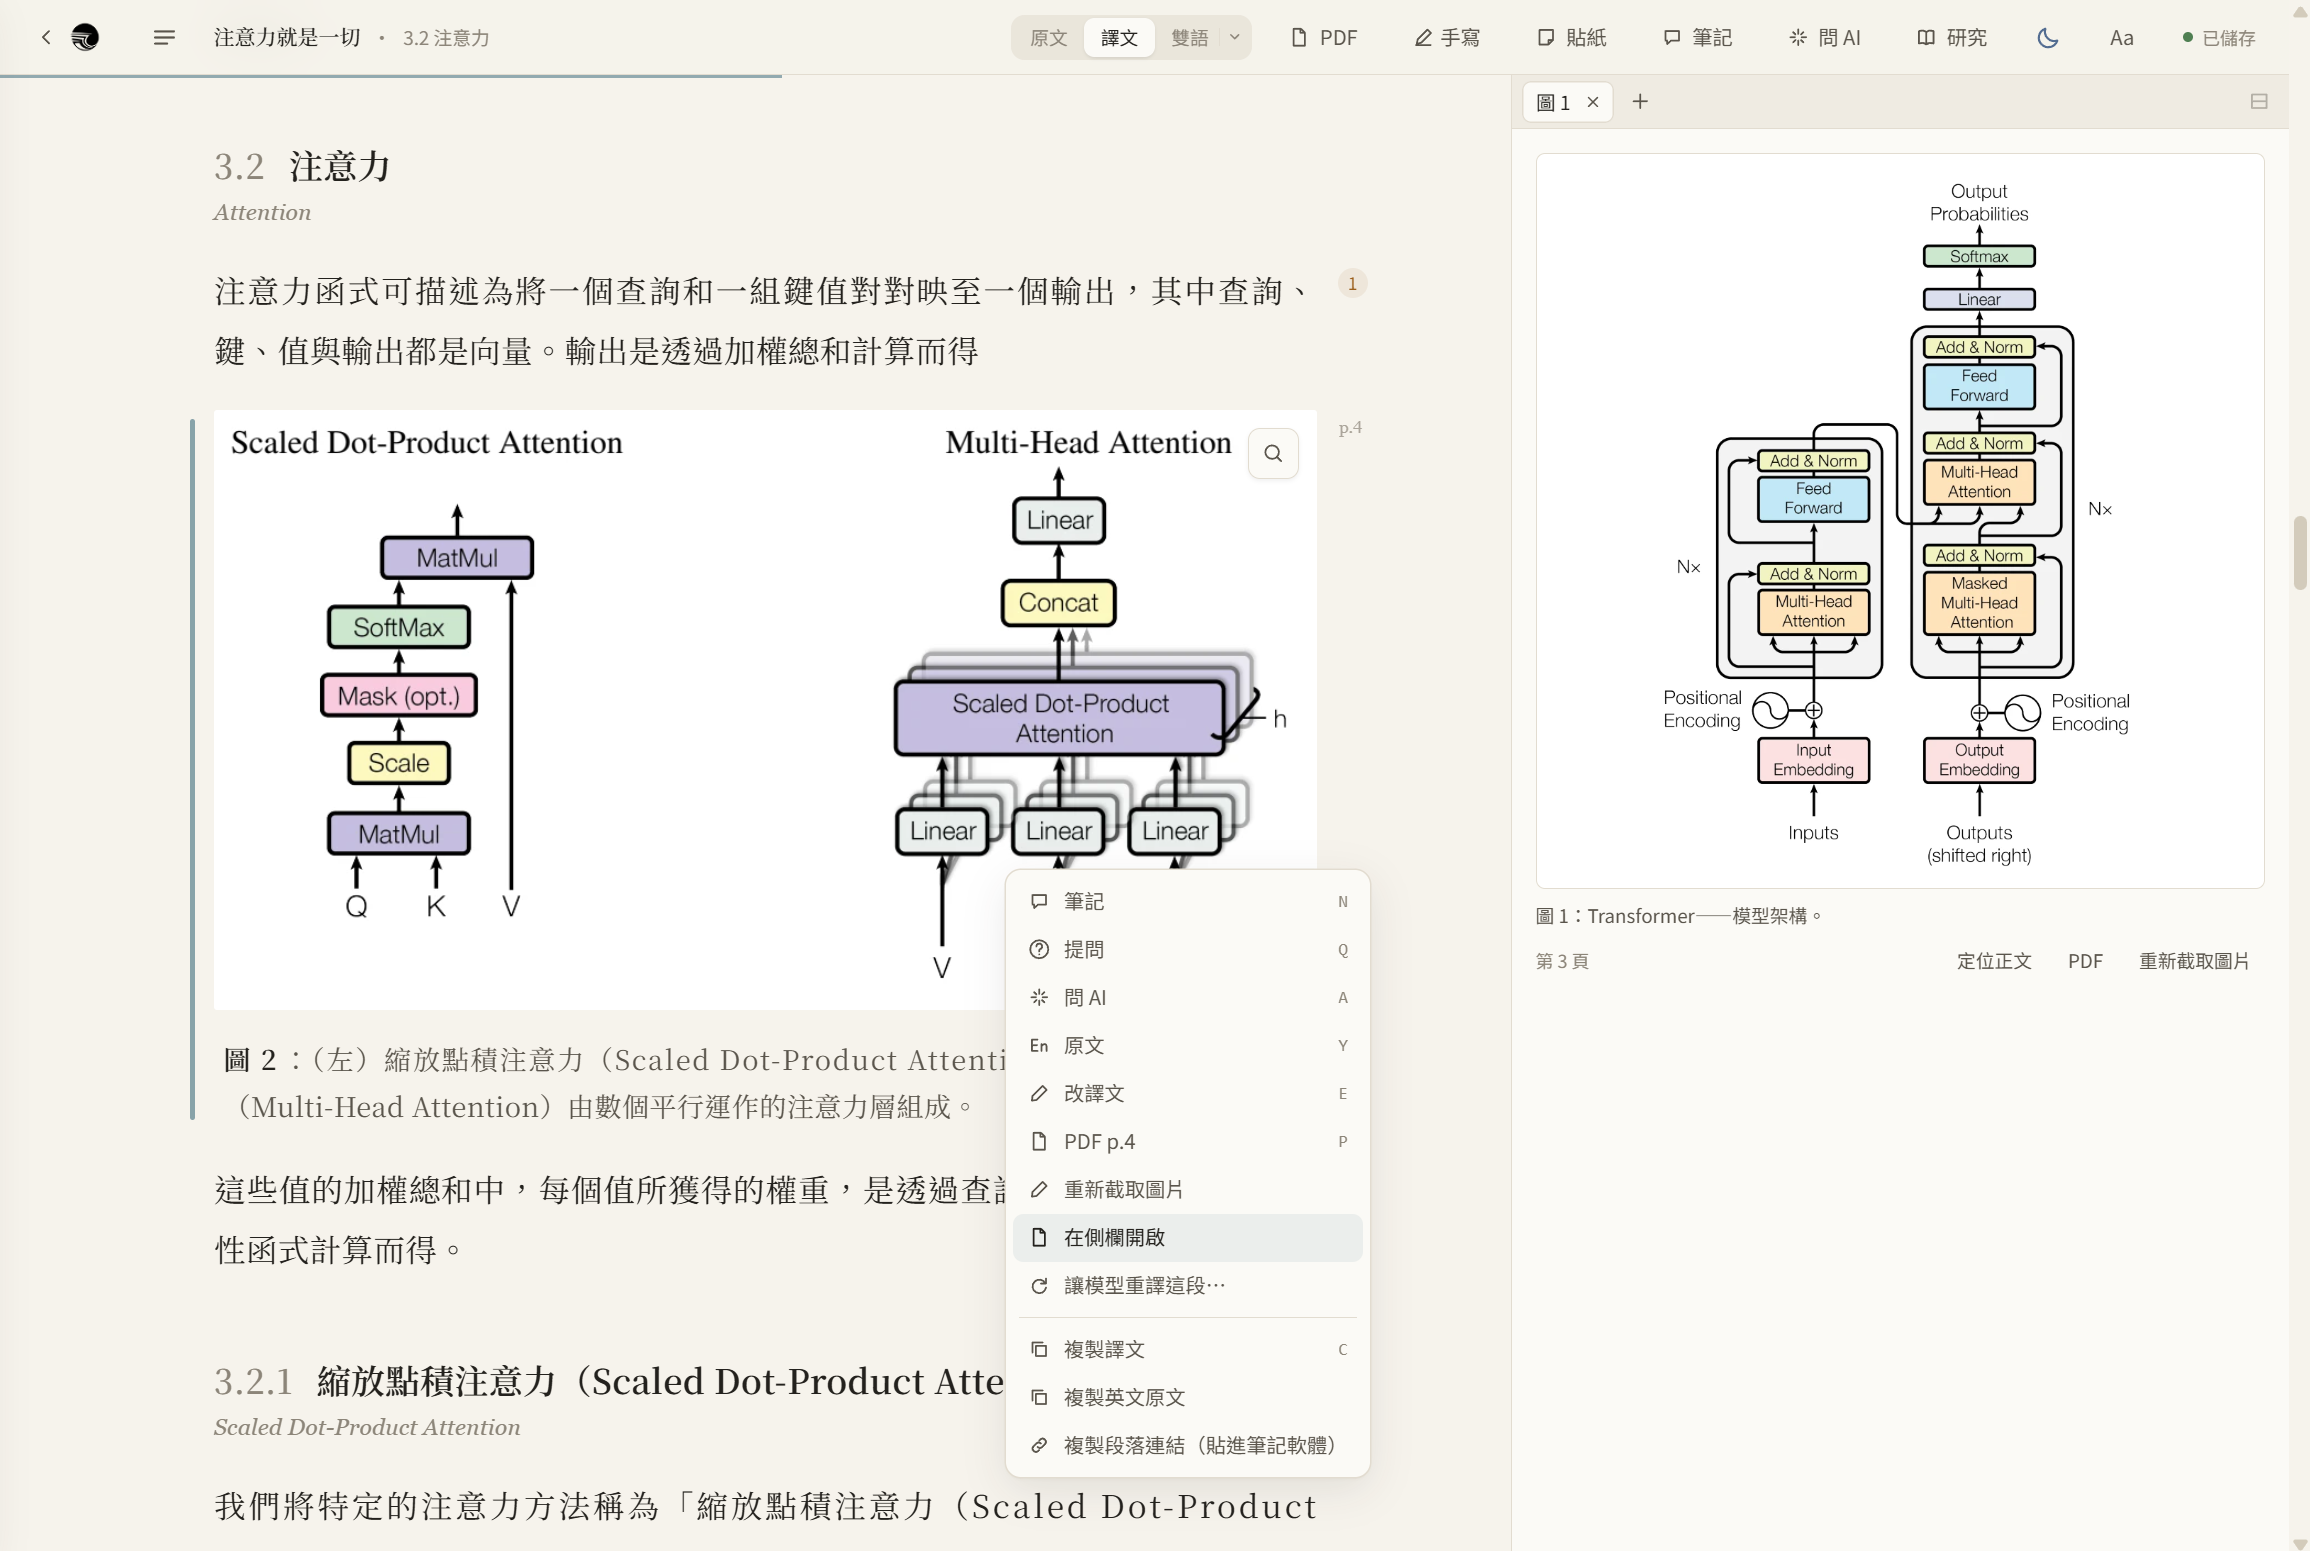 注意力就是一切 • 3.2 注意力
原文 譯文 雙語
PDF
手寫
貼紙
筆記
問 AI
研究
Aa
已儲存
3.2 注意力
Attention
注意力函式可描述為將一個查詢和一組鍵值對對映至一個輸出，其中查詢、
1
鍵、值與輸出都是向量。輸出是透過加權總和計算而得
p.4
Scaled Dot-Product Attention
MatMul
SoftMax
Mask (opt.)
Scale
MatMul
Q K V
Multi-Head Attention
Linear
Concat
Scaled Dot-Product
Attention
h
Linear Linear Linear
V
圖 2：（左）縮放點積注意力（Scaled Dot-Product Attenti
（Multi-Head Attention）由數個平行運作的注意力層組成。
這些值的加權總和中，每個值所獲得的權重，是透過查
性函式計算而得。
3.2.1 縮放點積注意力（Scaled Dot-Product Atte
Scaled Dot-Product Attention
我們將特定的注意力方法稱為「縮放點積注意力（Scaled Dot-Product
筆記 N
提問 Q
問 AI A
En 原文 Y
改譯文 E
PDF p.4 P
重新截取圖片
在側欄開啟
讓模型重譯這段…
複製譯文 C
複製英文原文
複製段落連結（貼進筆記軟體）
圖 1 × +
Output
Probabilities
Softmax
Linear
Add & Norm
Feed
Forward
Add & Norm
Multi-Head
Attention
Nx
Add & Norm
Masked
Multi-Head
Attention
Add & Norm
Feed
Forward
Nx
Add & Norm
Multi-Head
Attention
Positional
Encoding
Positional
Encoding
Input
Embedding
Output
Embedding
Inputs
Outputs
(shifted right)
圖 1：Transformer——模型架構。
第 3 頁 定位正文 PDF 重新截取圖片